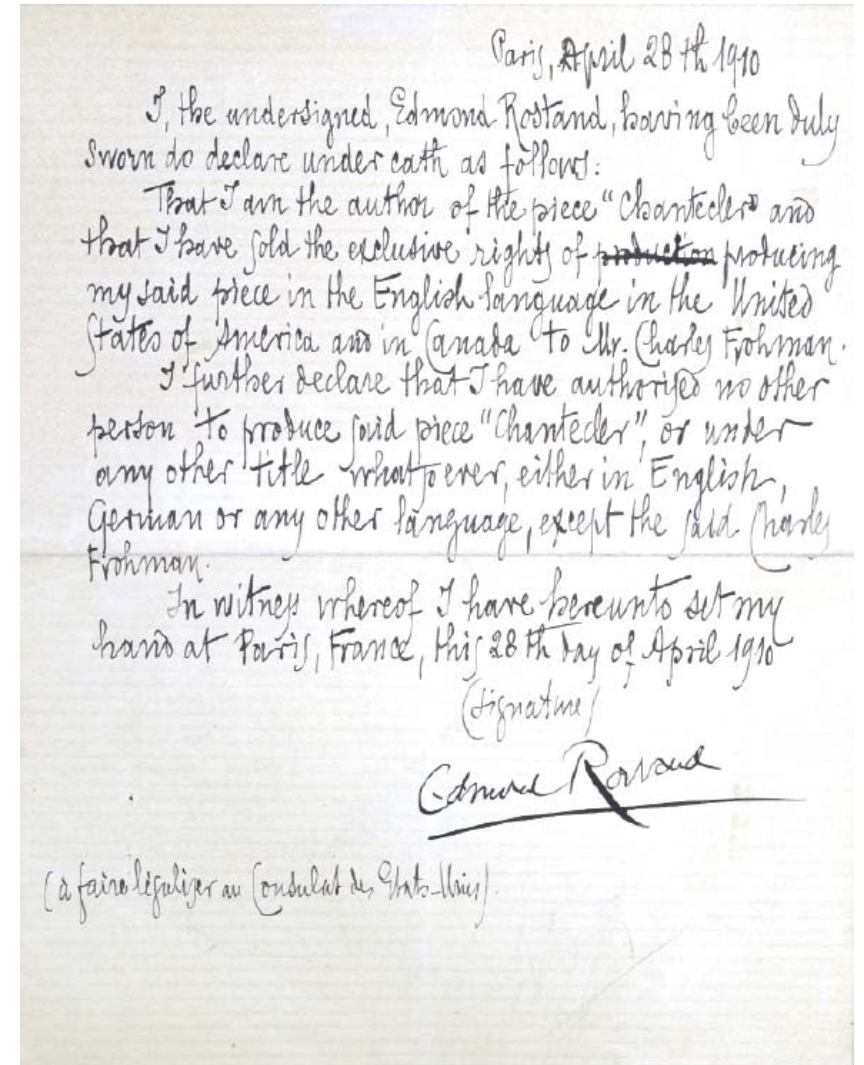 Paris, April 28th 1910
I, the undersigned, Edmond Rostand, having been duly
sworn do declare under oath as follows:
That I am the author of the piece "Chantecler" and
that I have sold the exclusive rights of production producing
my said piece in the English language in the United
States of America and in Canada to Mr. Charles Frohman.
I further declare that I have authorised no other
person to produce said piece "Chantecler", or under
any other title whatsoever, either in English,
German or any other language, except the said Charles
Frohman.
In witness whereof I have hereunto set my
hand at Paris, France, this 28th day of April 1910
(signature)
Edmond Rostand
(à faire légaliser au Consulat des Etats-Unis).